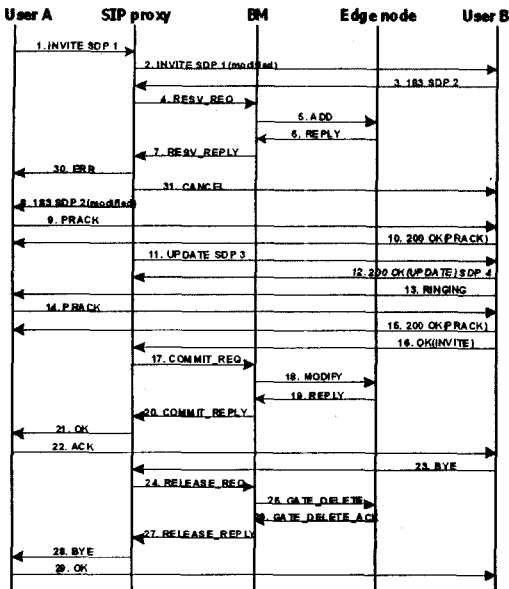 User A SIP proxy BM Edge node User B
1. INVITE SDP 1
2. INVITE SDP 1 (modified)
3. 183 SDP 2
4. RESV_REQ
5. ADD
6. REPLY
7. RESV_REPLY
30. ERR
31. CANCEL
8. 183 SDP 2 (modified)
9. PRACK
10. 200 OK(PRACK)
11. UPDATE SDP 3
12. 200 OK (UPDATE) SDP 4
13. RINGING
14. PRACK
15. 200 OK(PRACK)
16. OK(INVITE)
17. COMMIT_REQ
18. MODIFY
19. REPLY
20. COMMIT_REPLY
21. OK
22. ACK
23. BYE
24. RELEASE_REQ
25. GATE_DELETE
26. GATE_DELETE_ACK
27. RELEASE_REPLY
28. BYE
29. OK